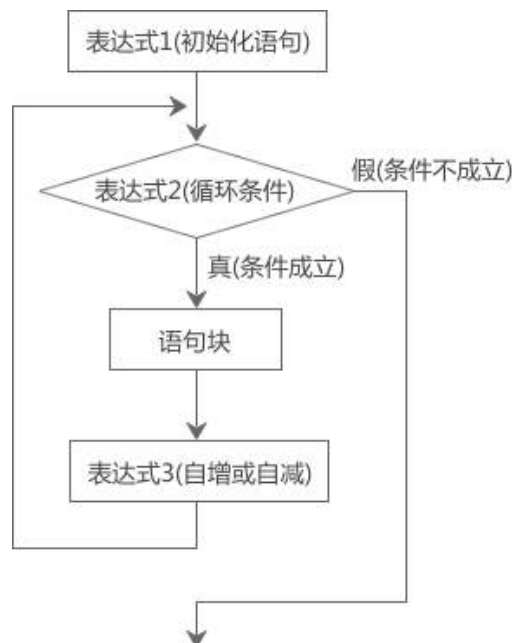 表达式1(初始化语句)
表达式2(循环条件)
假(条件不成立)
真(条件成立)
语句块
表达式3(自增或自减)